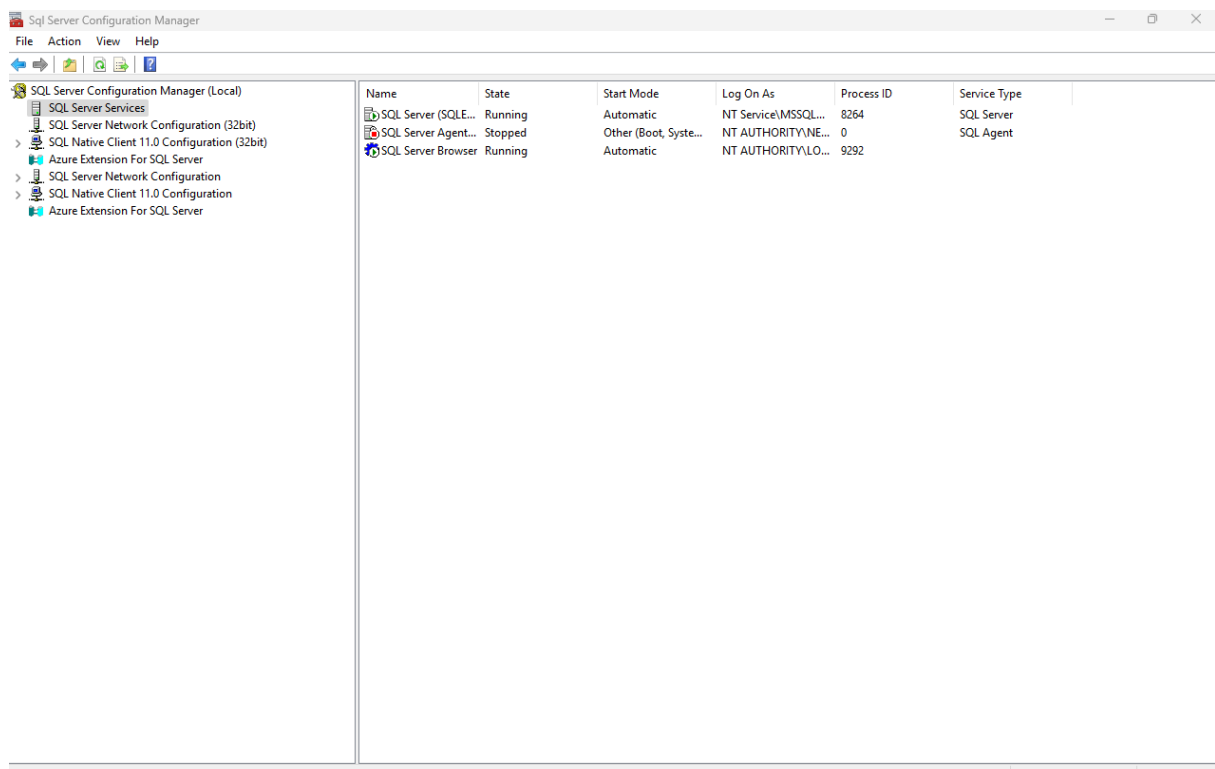 Sql Server Configuration Manager
File Action View Help
SQL Server Configuration Manager (Local)
SQL Server Services
SQL Server Network Configuration (32bit)
SQL Native Client 11.0 Configuration (32bit)
Azure Extension For SQL Server
SQL Server Network Configuration
SQL Native Client 11.0 Configuration
Azure Extension For SQL Server
Name State Start Mode Log On As Process ID Service Type
SQL Server (SQLE... Running Automatic NT Service\MSSQL... 8264 SQL Server
SQL Server Agent... Stopped Other (Boot, Syste... NT AUTHORITY\NE... 0 SQL Agent
SQL Server Browser Running Automatic NT AUTHORITY\LO... 9292